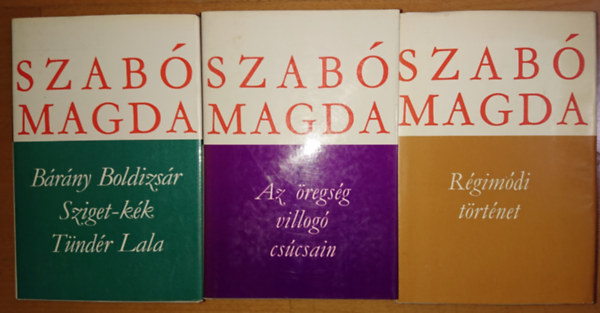 SZABÓ
MAGDA
Bárány Boldizsár
Sziget-kék
Tündér Lala
SZABÓ
MAGDA
Az öregség
villogó
csúcsain
SZABÓ
MAGDA
Régimódi
történet